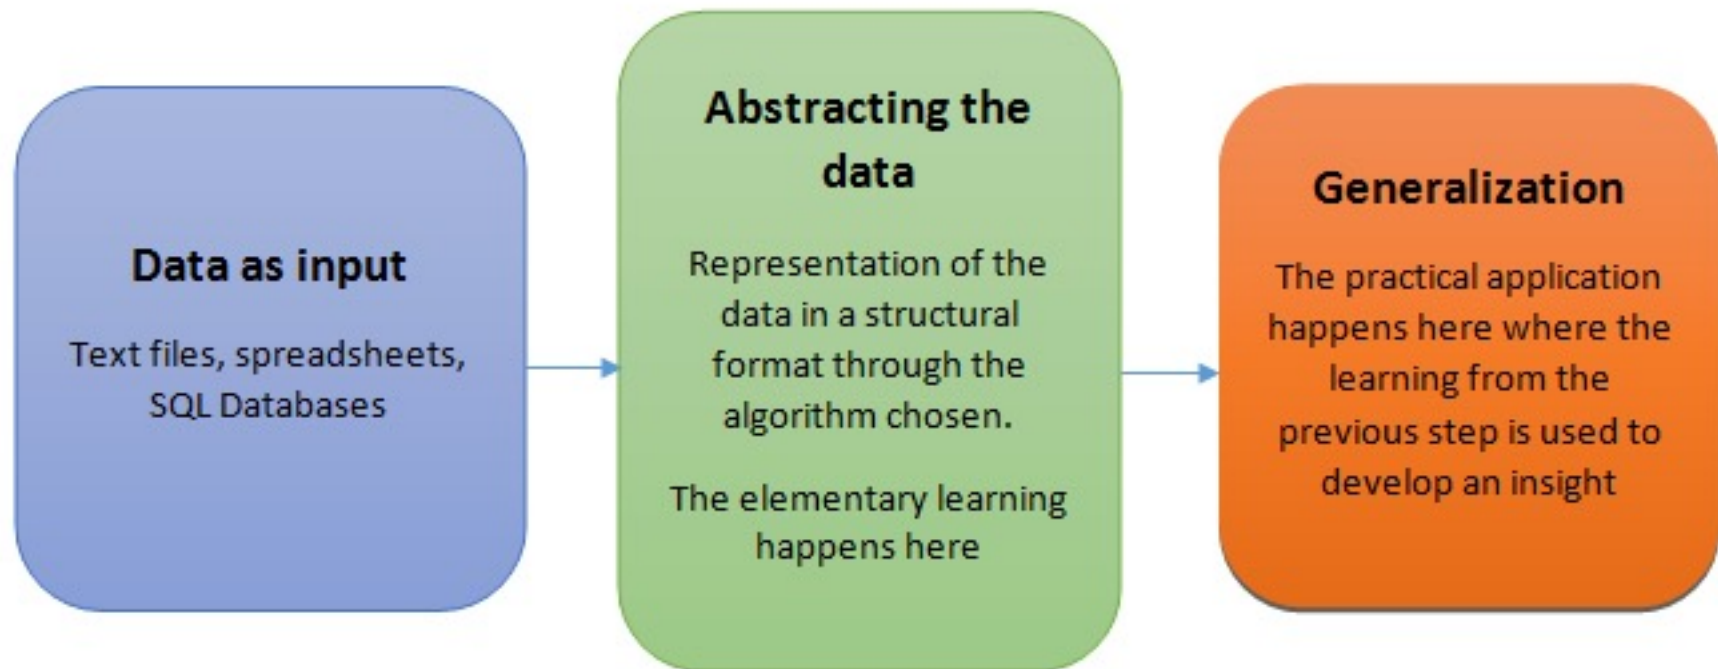 Data as input
Text files, spreadsheets,
SQL Databases
Abstracting the
data
Representation of the
data in a structural
format through the
algorithm chosen.
The elementary learning
happens here
Generalization
The practical application
happens here where the
learning from the
previous step is used to
develop an insight